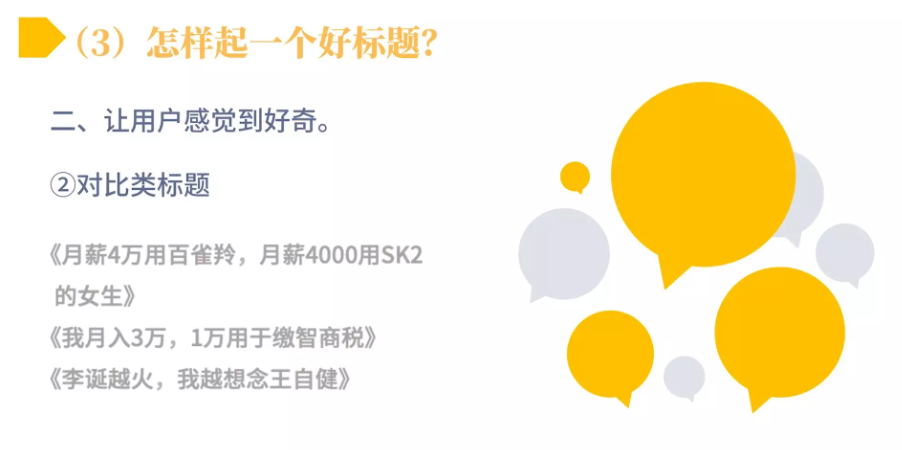 （3）怎样起一个好标题？
二、让用户感觉到好奇。
②对比类标题
《月薪4万用百雀羚，月薪4000用SK2
的女生》
《我月入3万，1万用于缴智商税》
《李诞越火，我越想念王自健》